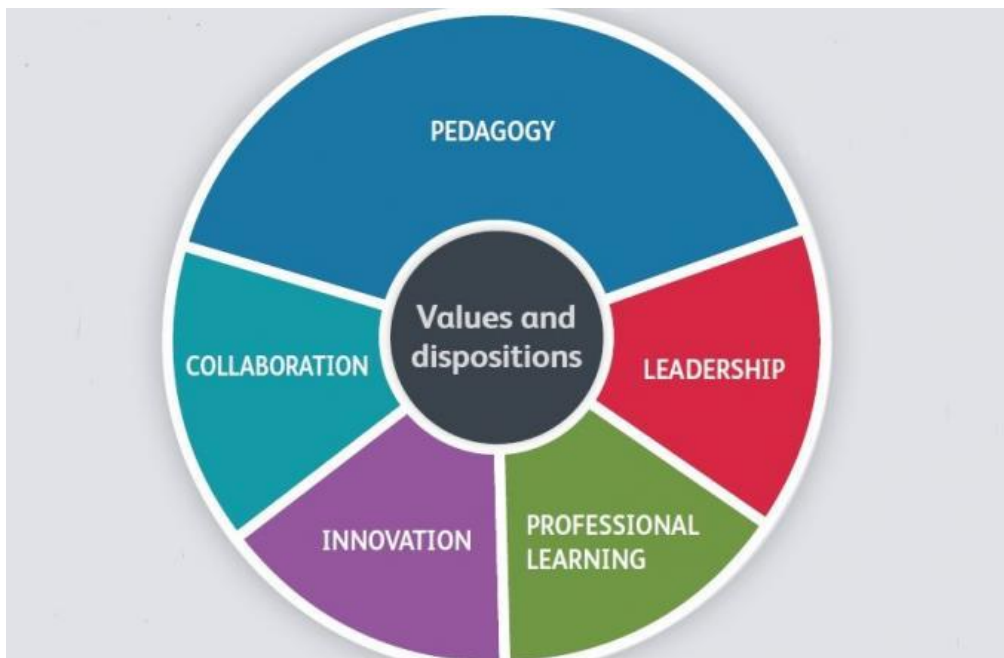 PEDAGOGY
Values and
dispositions
COLLABORATION
LEADERSHIP
INNOVATION
PROFESSIONAL
LEARNING